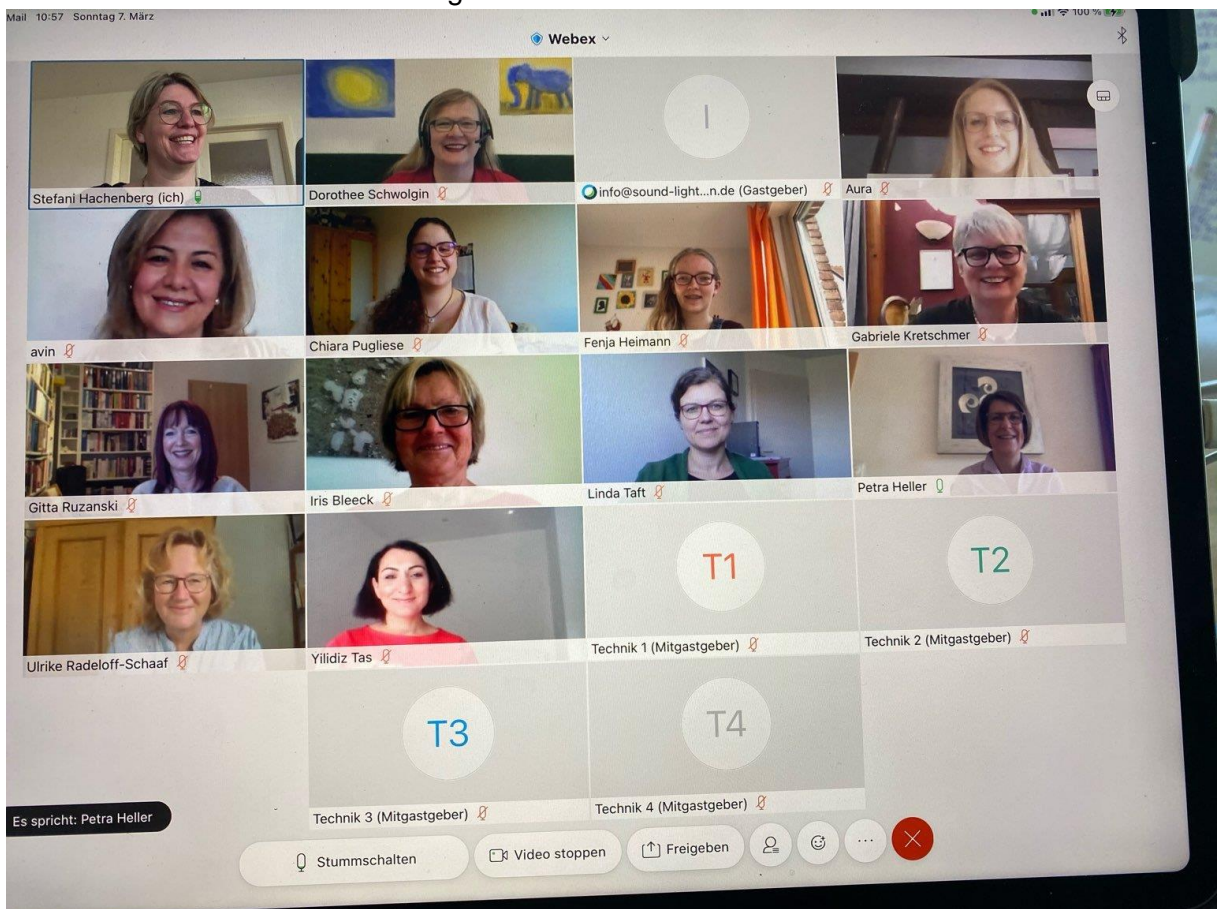 Mail 10:57 Sonntag 7. März
100 %
Webex
Stefani Hachenberg (ich)
Dorothee Schwolgin
I
info@sound-light...n.de (Gastgeber)
Aura
avin
Chiara Pugliese
Fenja Heimann
Gabriele Kretschmer
Gitta Ruzanski
Iris Bleeck
Linda Taft
Petra Heller
Ulrike Radeloff-Schaaf
Yilidiz Tas
T1
Technik 1 (Mitgastgeber)
T2
Technik 2 (Mitgastgeber)
T3
Technik 3 (Mitgastgeber)
T4
Technik 4 (Mitgastgeber)
Es spricht: Petra Heller
Stummschalten
Video stoppen
Freigeben